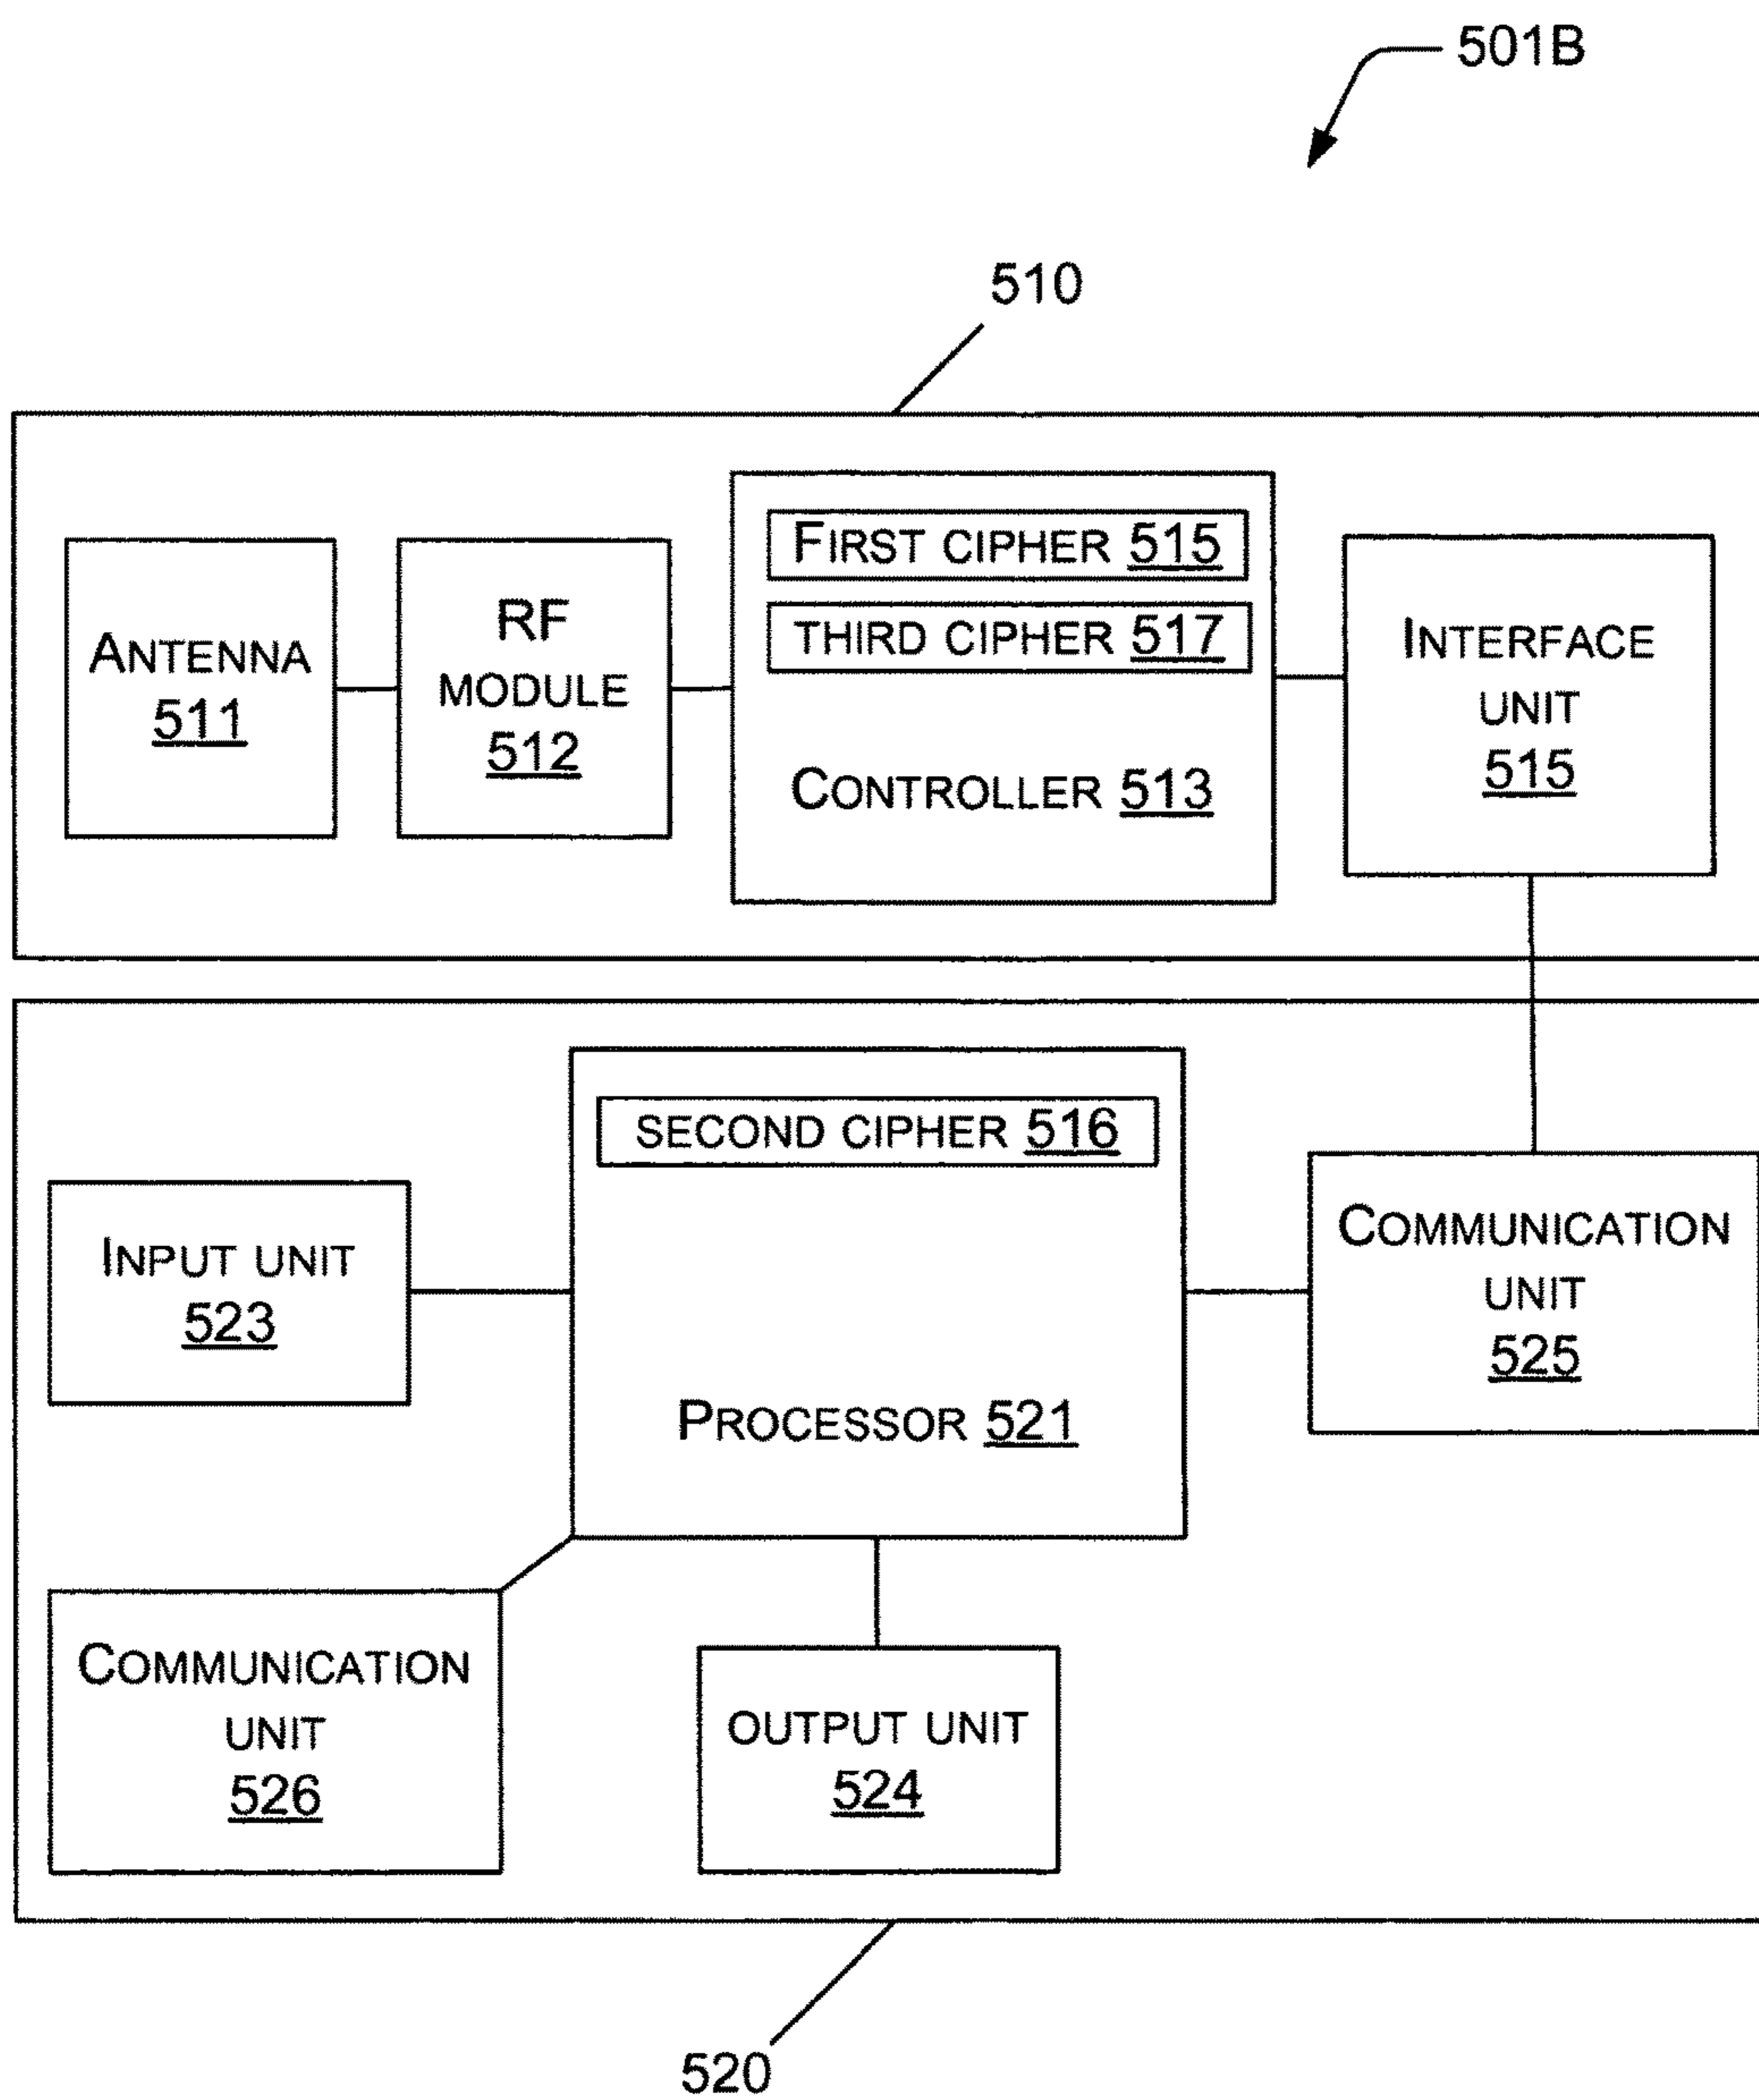 501B
510
FIRST CIPHER 515
THIRD CIPHER 517
CONTROLLER 513
ANTENNA
511
RF
MODULE
512
INTERFACE
UNIT
515
SECOND CIPHER 516
PROCESSOR 521
INPUT UNIT
523
COMMUNICATION
UNIT
525
COMMUNICATION
UNIT
526
OUTPUT UNIT
524
520